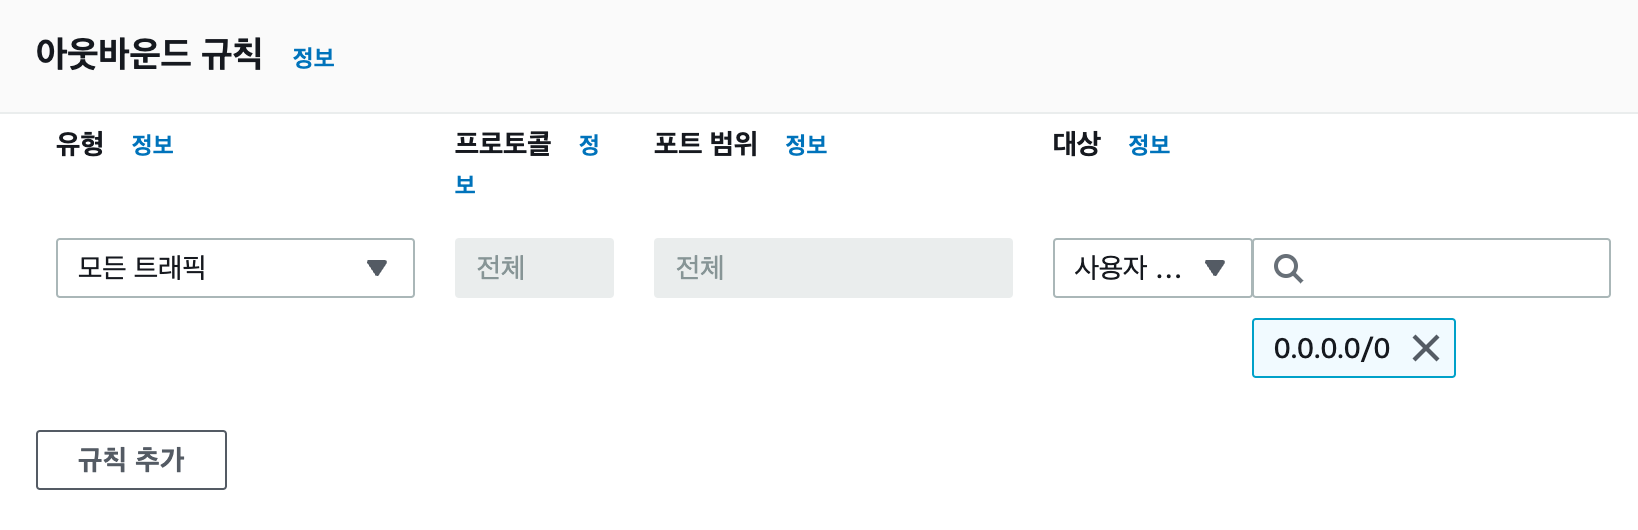 아웃바운드 규칙 정보
유형 정보 프로토콜 정 포트 범위 정보 대상 정보
보
모든 트래픽 전체 전체 사용자 ...
0.0.0.0/0
규칙 추가